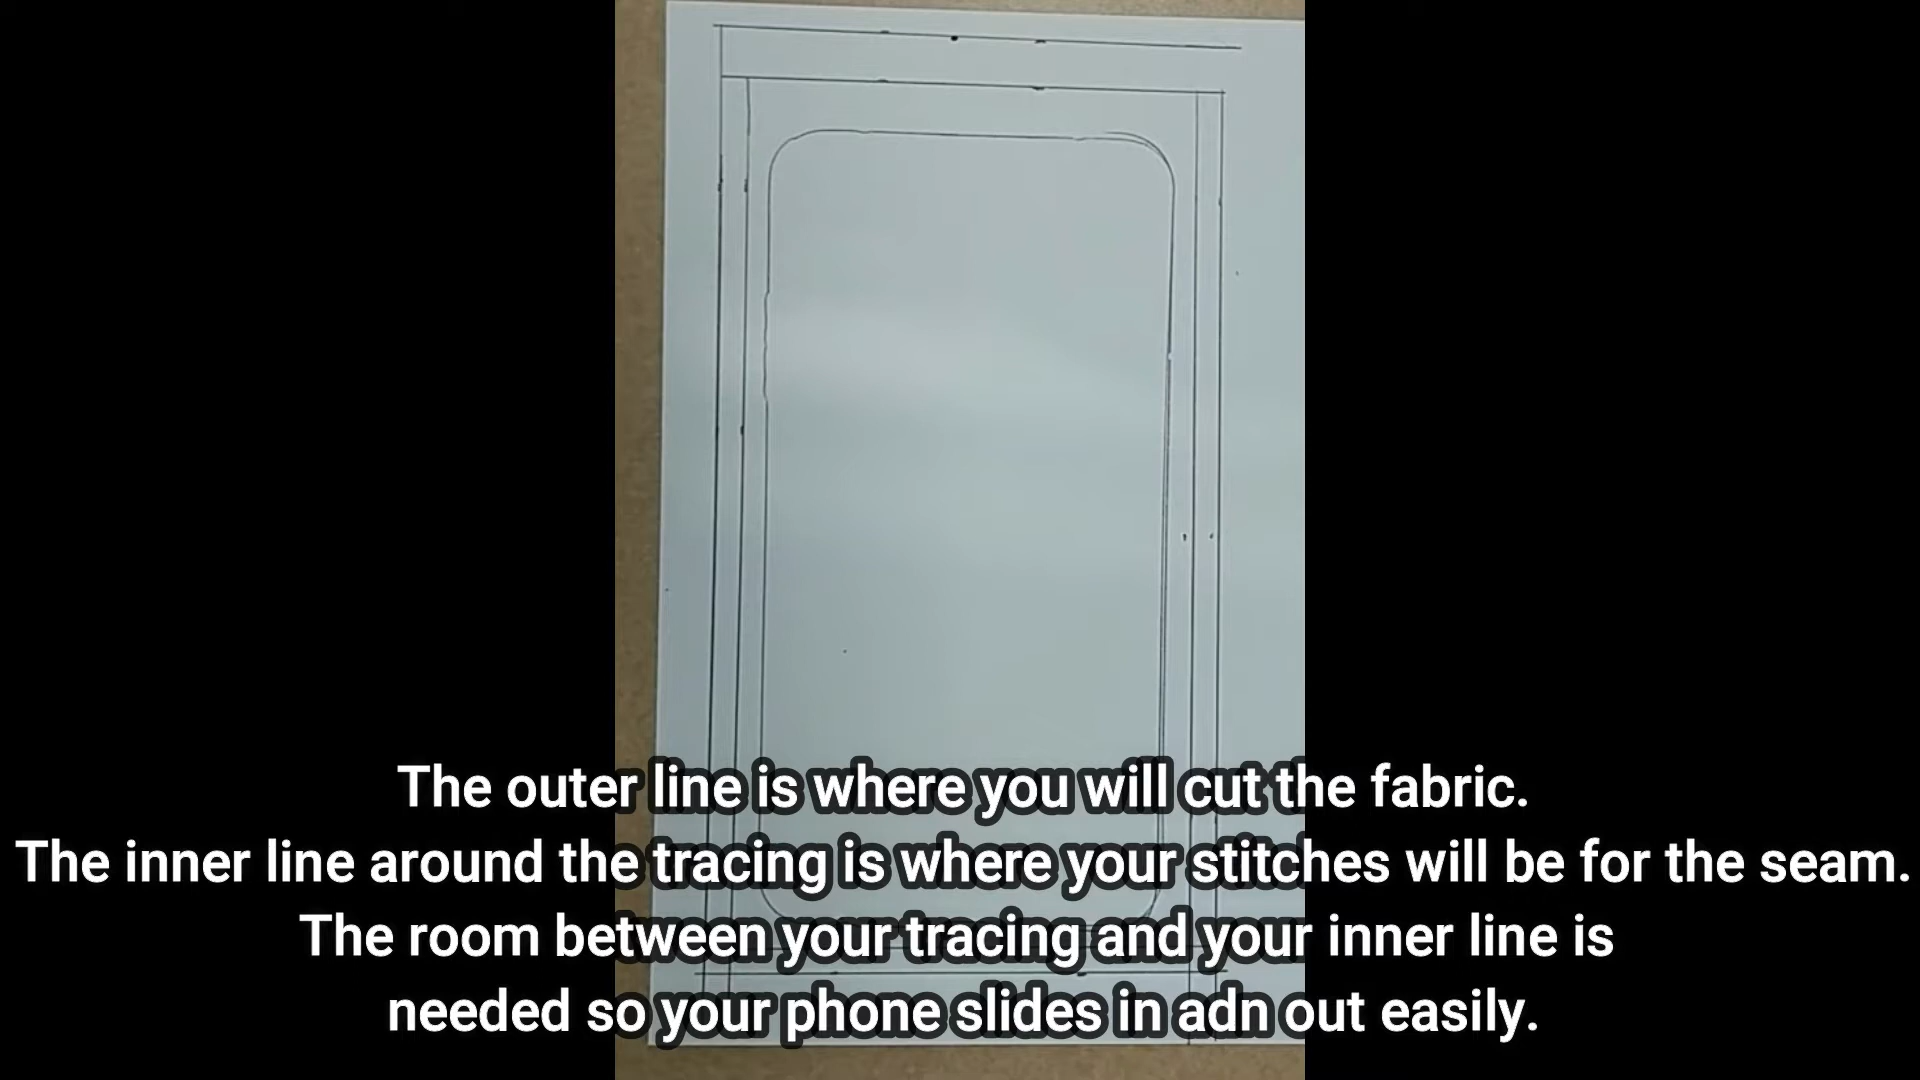 The outer line is where you will cut the fabric.
The inner line around the tracing is where your stitches will be for the seam.
The room between your tracing and your inner line is
needed so your phone slides in adn out easily.